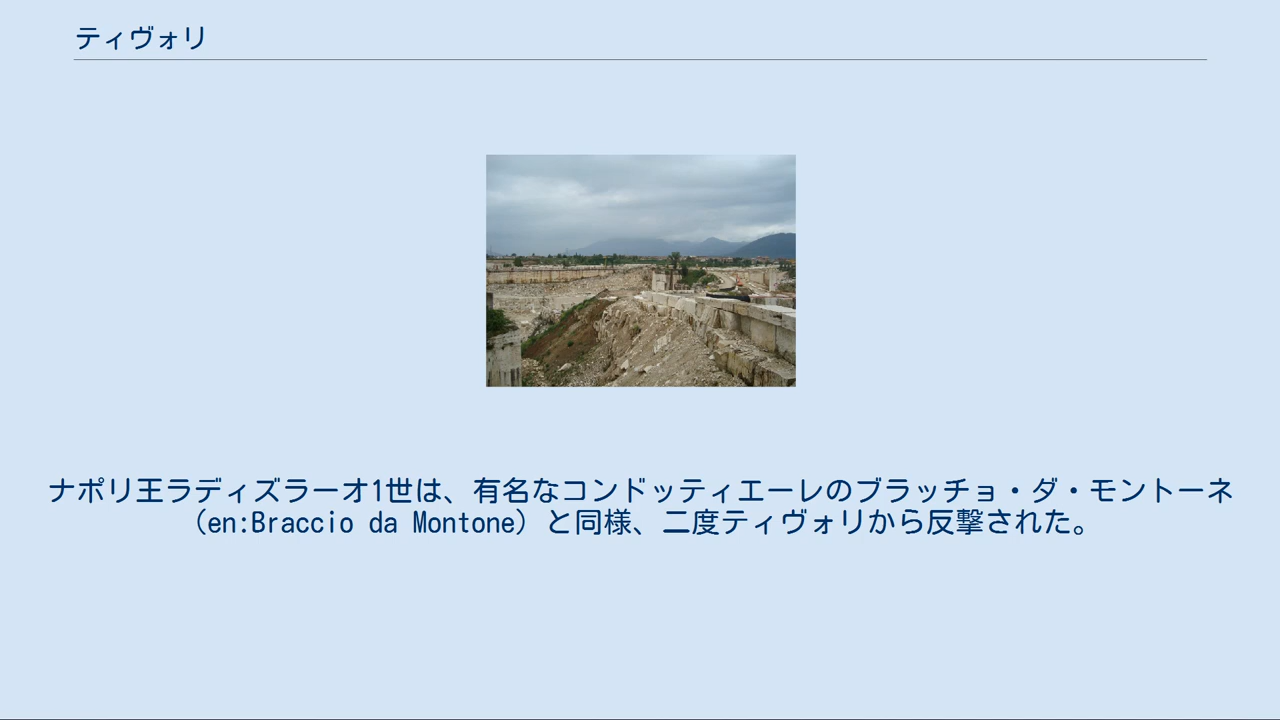 ティヴォリ
ナポリ王ラディズラーオ1世は、有名なコンドッティエーレのブラッチョ・ダ・モントーネ
（en:Braccio da Montone）と同様、二度ティヴォリから反撃された。